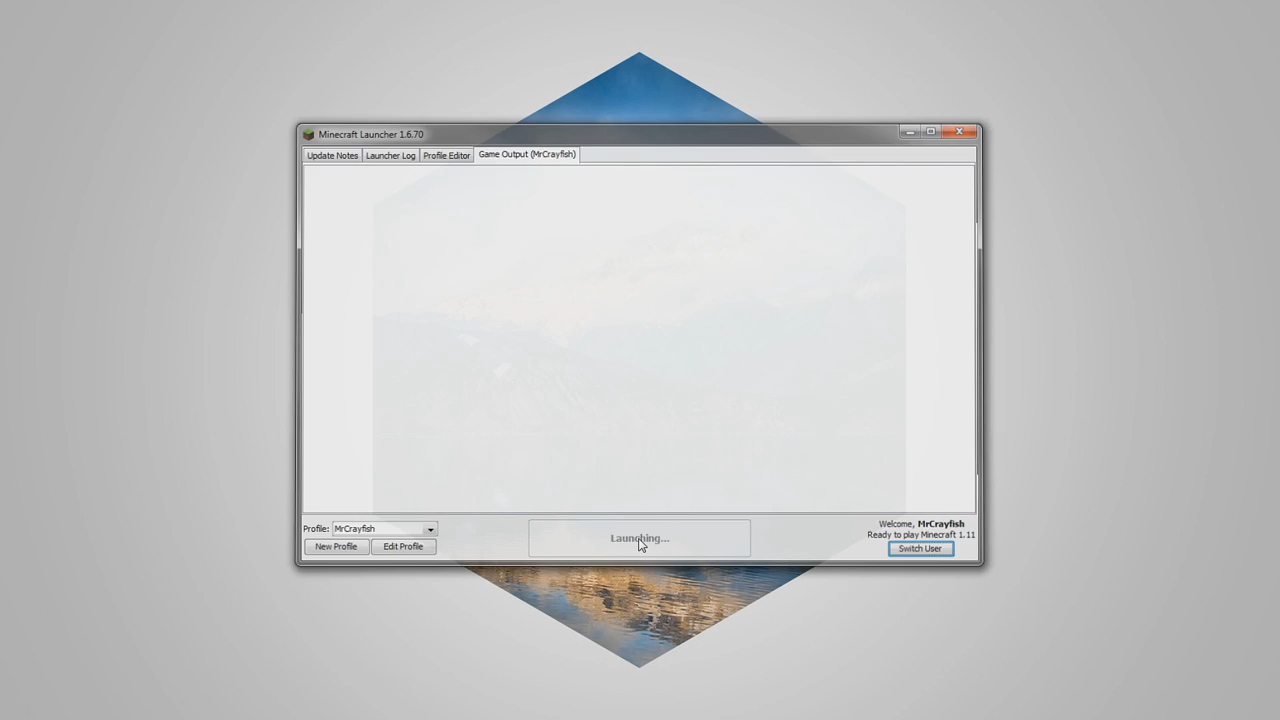 Minecraft Launcher 1.6.70
Update Notes Launcher Log Profile Editor Game Output (MrCrayfish)
Profile: MrCrayfish
New Profile Edit Profile
Launching...
Welcome, MrCrayfish
Ready to play Minecraft 1.11
Switch User